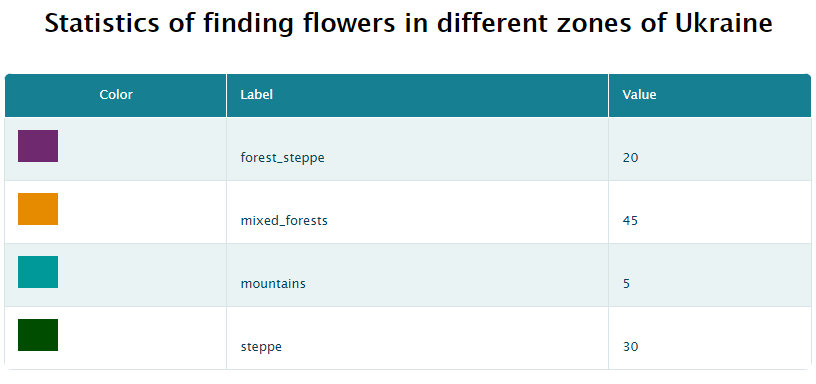 Statistics of finding flowers in different zones of Ukraine
Color Label Value
forest_steppe 20
mixed_forests 45
mountains 5
steppe 30